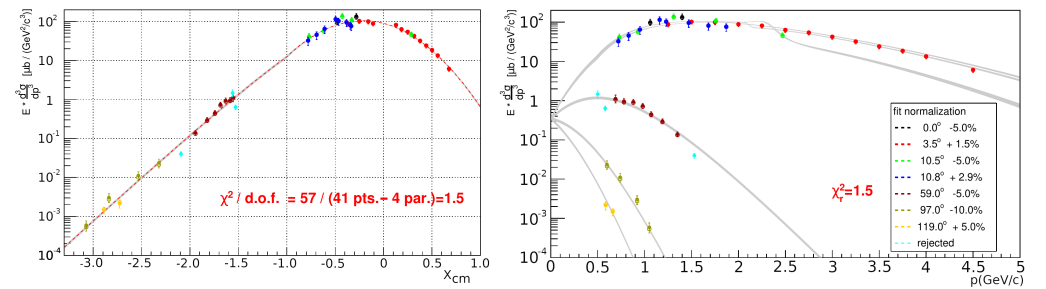 E * d³σ/dp³ [μb / (GeV²/c³)]
10²
10
1
10⁻¹
10⁻²
10⁻³
10⁻⁴
χ² / d.o.f. = 57 / (41 pts. – 4 par.)=1.5
-3.0 -2.5 -2.0 -1.5 -1.0 -0.5 0.0 0.5 1.0
X_cm
E * d³σ/dp³ [μb / (GeV²/c³)]
10²
10
1
10⁻¹
10⁻²
10⁻³
10⁻⁴
χ²ᵣ=1.5
fit normalization
0.0° -5.0%
3.5° + 1.5%
10.5° -5.0%
10.8° + 2.9%
59.0° -5.0%
97.0° -10.0%
119.0° + 5.0%
rejected
0 0.5 1 1.5 2 2.5 3 3.5 4 4.5 5
p(GeV/c)